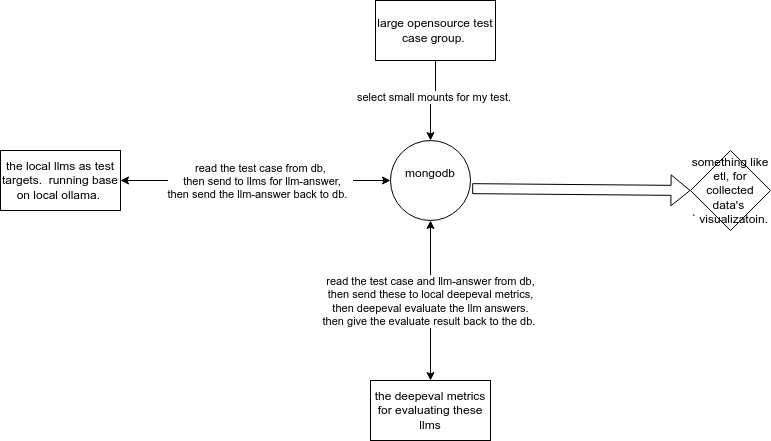 large opensource test
case group.
select small mounts for my test.
the local llms as test
targets.  running base
on local ollama.
read the test case from db,
then send to llms for llm-answer,
then send the llm-answer back to db.
mongodb
something like
etl, for
collected
data's
` visualizatoin.
read the test case and llm-answer from db,
then send these to local deepeval metrics,
then deepeval evaluate the llm answers.
then give the evaluate result back to the db.
the deepeval metrics
for evaluating these
llms